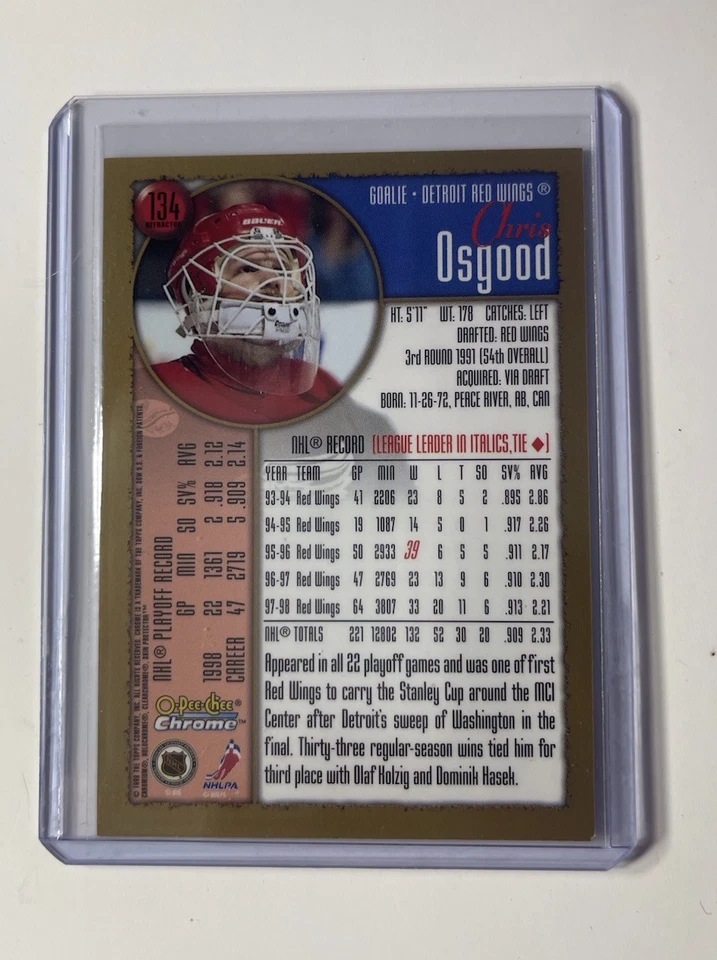 134
REFRACTOR
BAUER
GOALIE • DETROIT RED WINGS®
Chris
Osgood
HT: 5'11" WT: 178 CATCHES: LEFT
DRAFTED: RED WINGS
3rd ROUND 1991 (54th OVERALL)
ACQUIRED: VIA DRAFT
BORN: 11-26-72, PEACE RIVER, AB, CAN
NHL® RECORD (LEAGUE LEADER IN ITALICS,TIE ♦)
YEAR TEAM GP MIN W L T SO SV% AVG
93-94 Red Wings 41 2206 23 8 5 2 .895 2.86
94-95 Red Wings 19 1087 14 5 0 1 .917 2.26
95-96 Red Wings 50 2933 39 6 5 5 .911 2.17
96-97 Red Wings 47 2769 23 13 9 6 .910 2.30
97-98 Red Wings 64 3807 33 20 11 6 .913 2.21
NHL® TOTALS 221 12802 132 52 30 20 .909 2.33
Appeared in all 22 playoff games and was one of first
Red Wings to carry the Stanley Cup around the MCI
Center after Detroit's sweep of Washington in the
final. Thirty-three regular-season wins tied him for
third place with Olaf Kolzig and Dominik Hasek.
NHL® PLAYOFF RECORD
GP MIN SO SV% AVG
1998 22 1361 2 .918 2.12
CAREER 47 2719 5 .909 2.14
O-Pee-Chee®
Chrome™
NHL
NHLPA